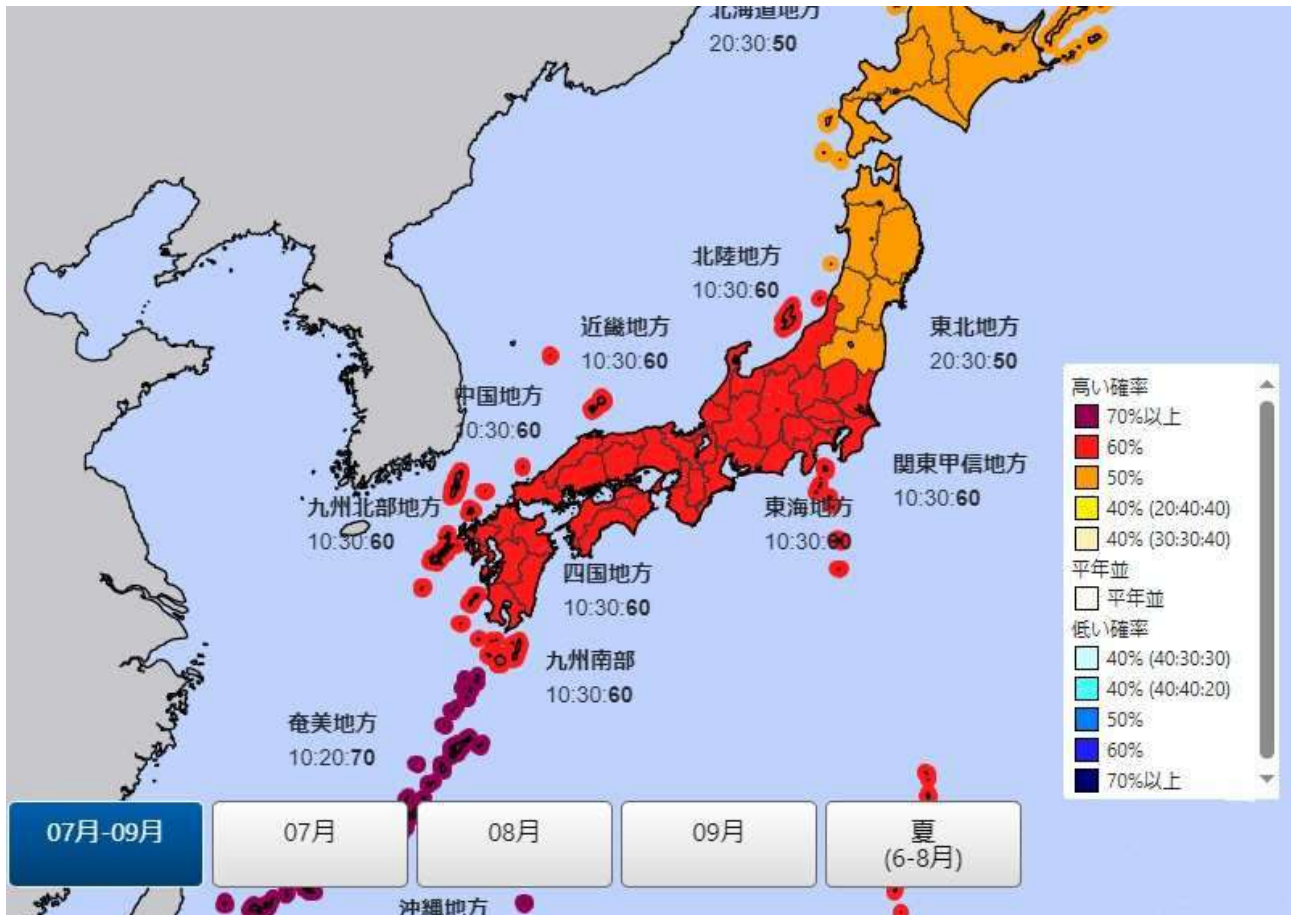 北海道地方
20:30:50
北陸地方
10:30:60
近畿地方
10:30:60
東北地方
20:30:50
中国地方
10:30:60
関東甲信地方
10:30:60
九州北部地方
10:30:60
東海地方
10:30:60
四国地方
10:30:60
九州南部
10:30:60
奄美地方
10:20:70
沖縄地方
高い確率
70%以上
60%
50%
40% (20:40:40)
40% (30:30:40)
平年並
平年並
低い確率
40% (40:30:30)
40% (40:40:20)
50%
60%
70%以上
07月-09月
07月
08月
09月
夏
(6-8月)